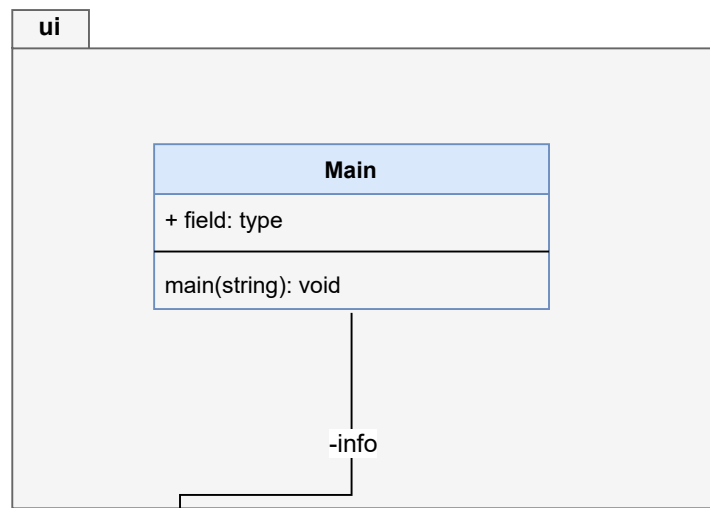 ui
Main
+ field: type
main(string): void
-info